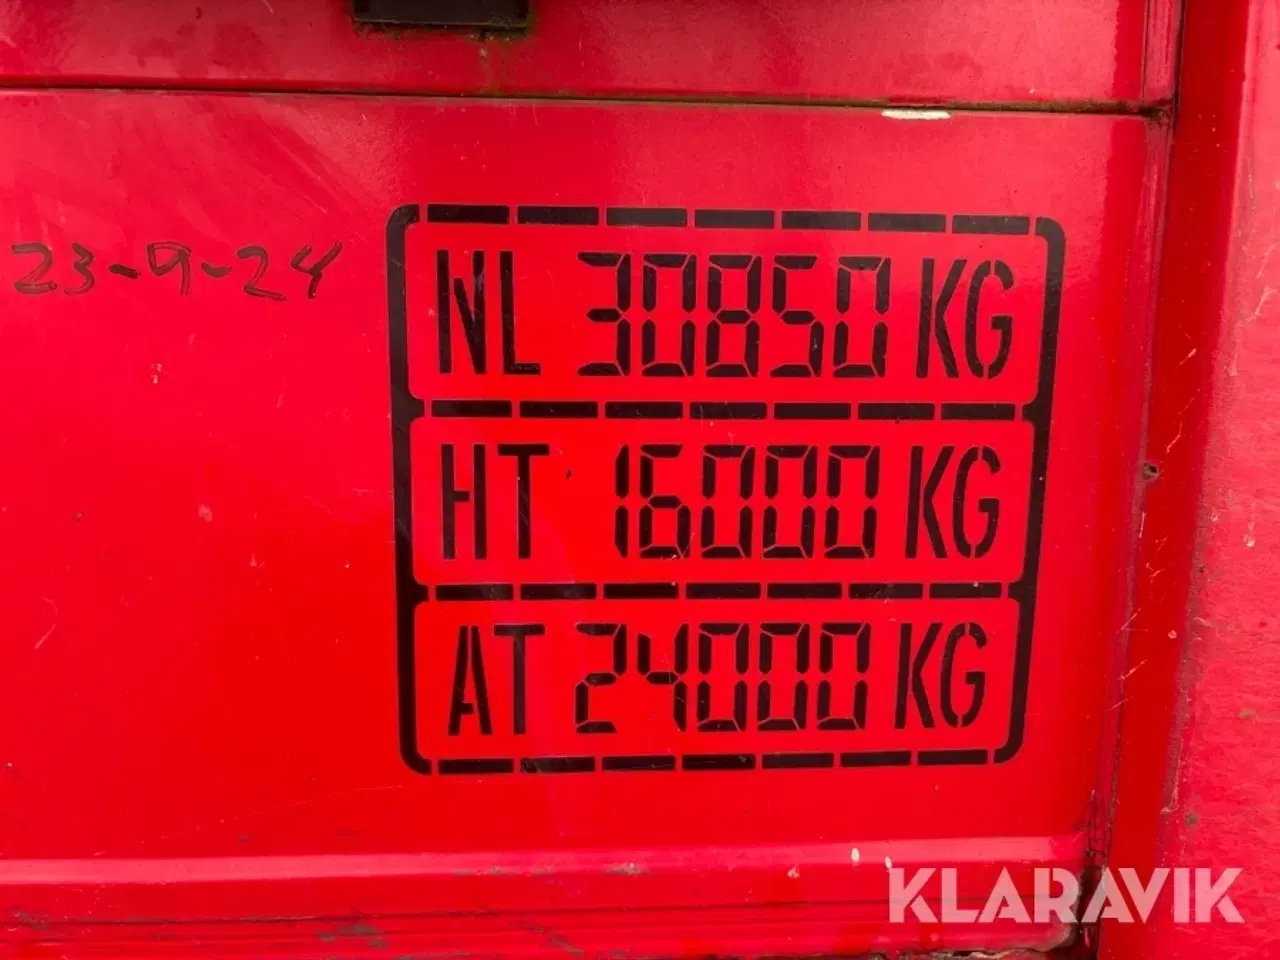 23-9-24
NL 30850 KG
HT 16000 KG
AT 24000 KG
KLARAVIK